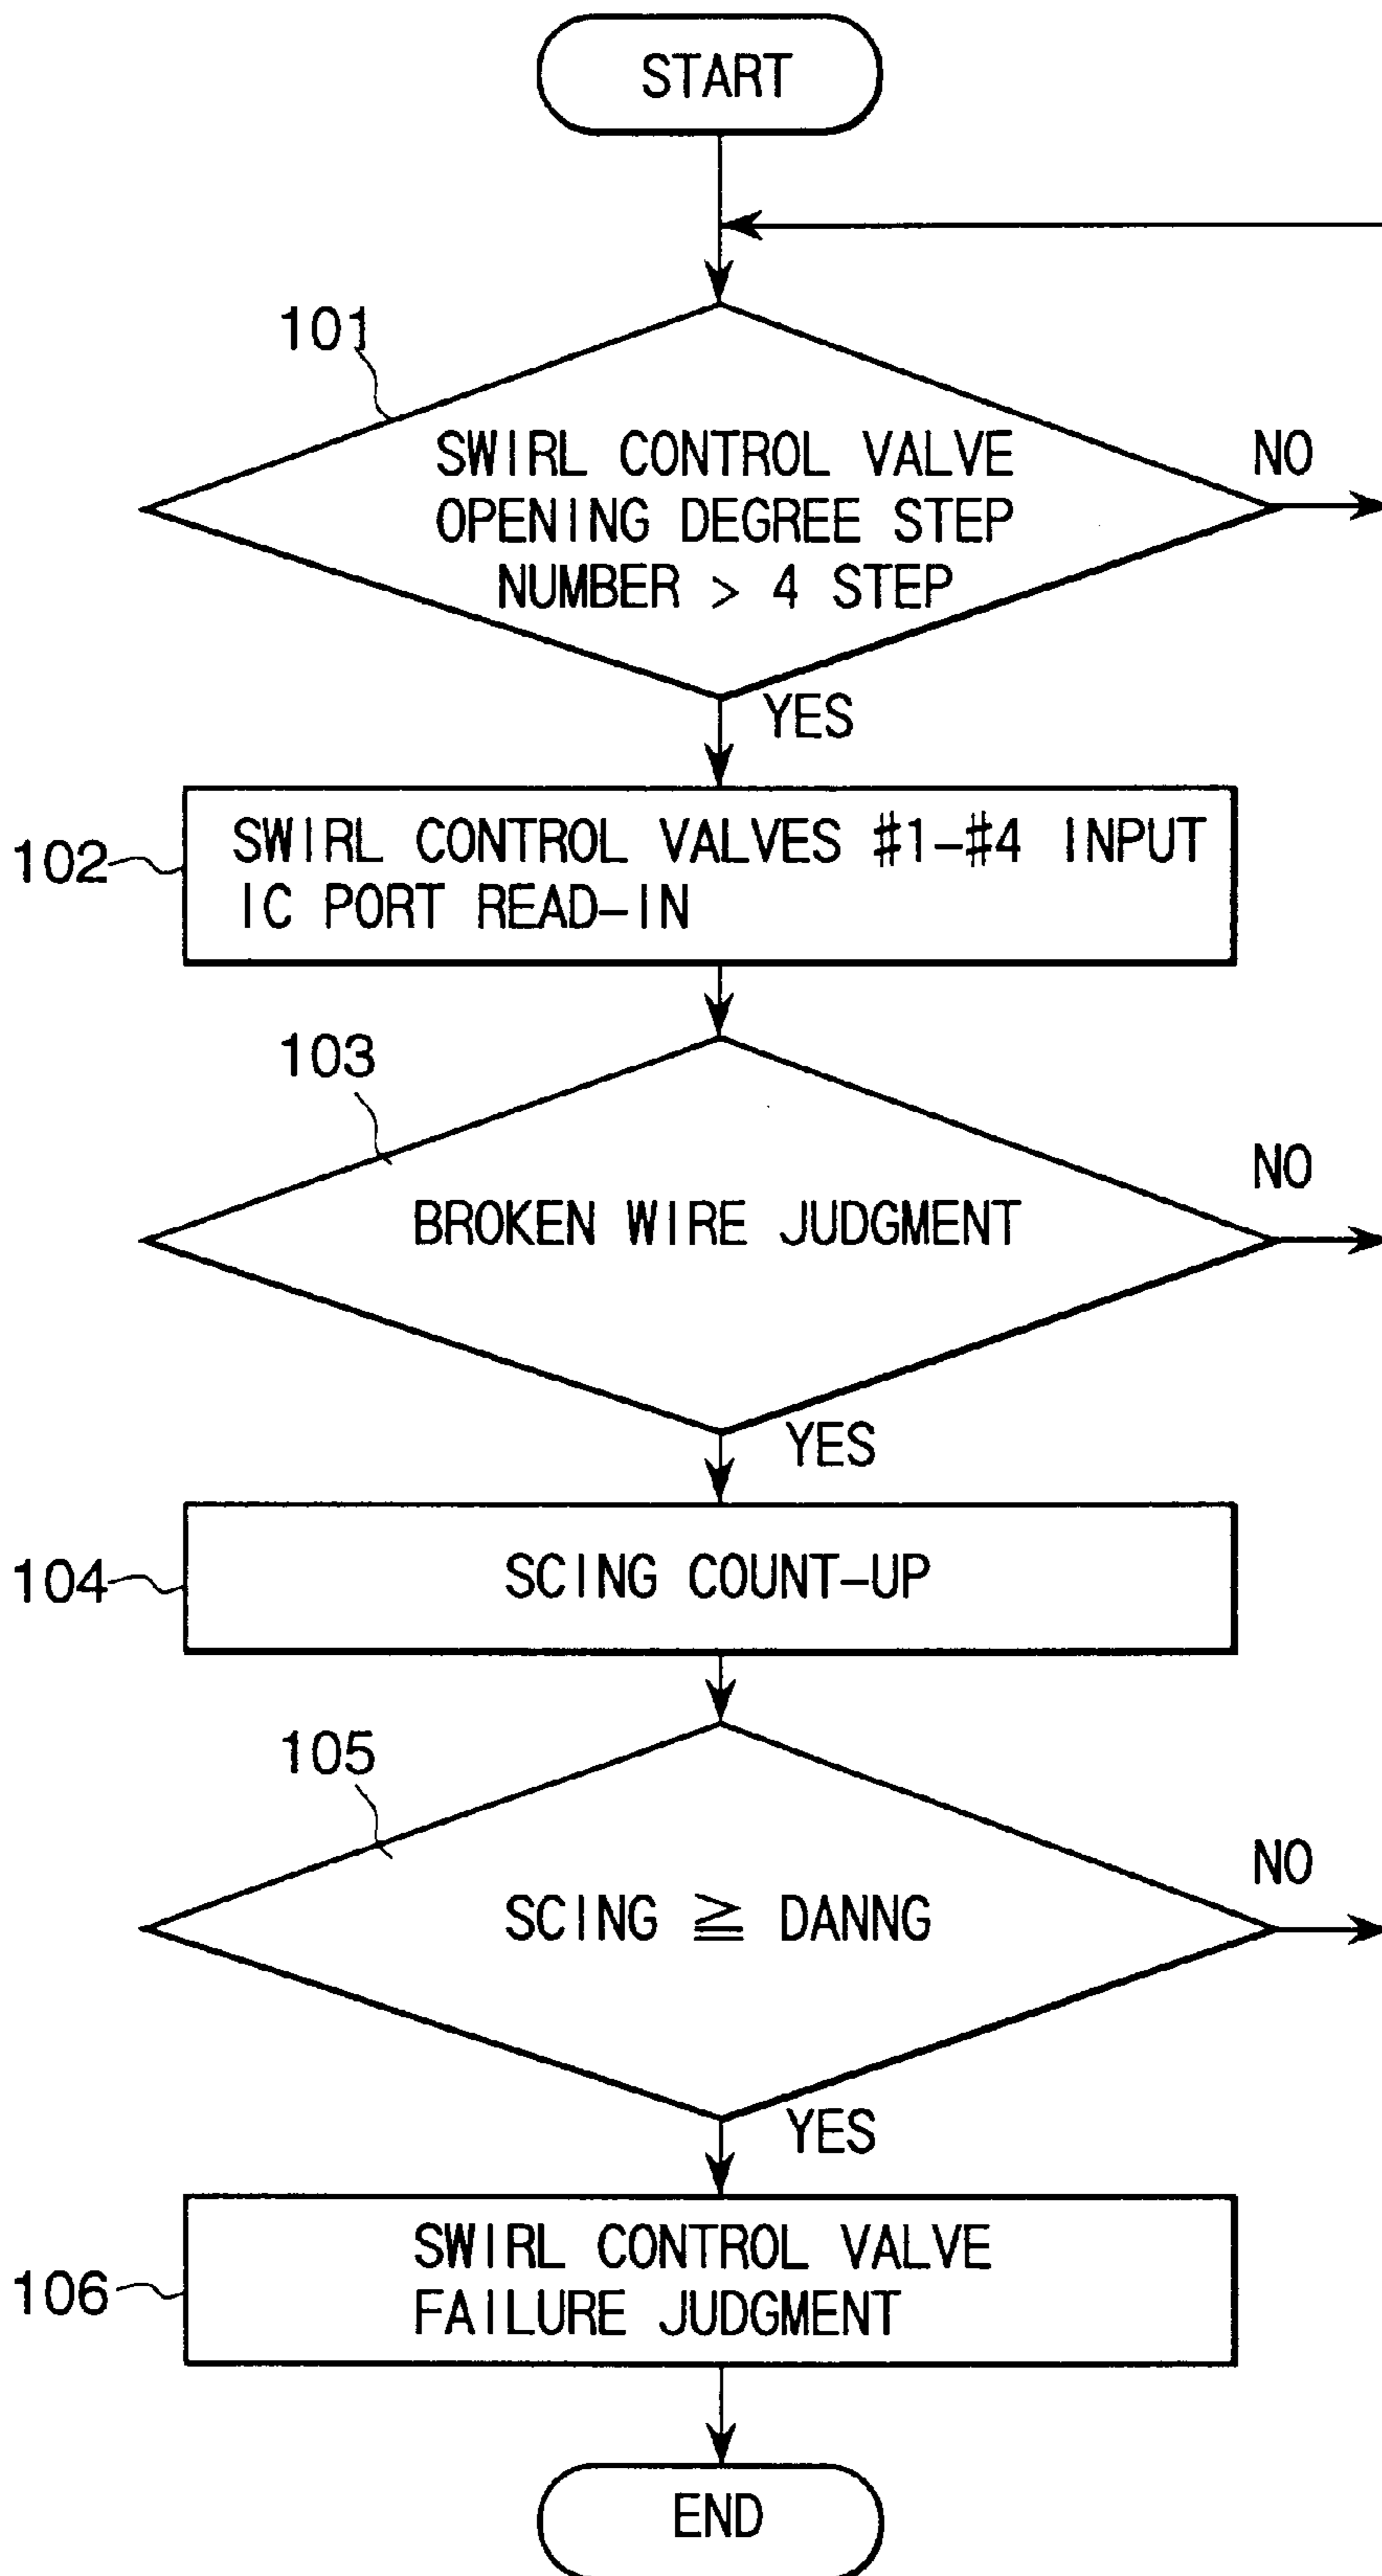 START
101
SWIRL CONTROL VALVE
OPENING DEGREE STEP
NUMBER > 4 STEP
NO
YES
102
SWIRL CONTROL VALVES #1-#4 INPUT
IC PORT READ-IN
103
BROKEN WIRE JUDGMENT
NO
YES
104
SCING COUNT-UP
105
SCING ≧ DANNG
NO
YES
106
SWIRL CONTROL VALVE
FAILURE JUDGMENT
END